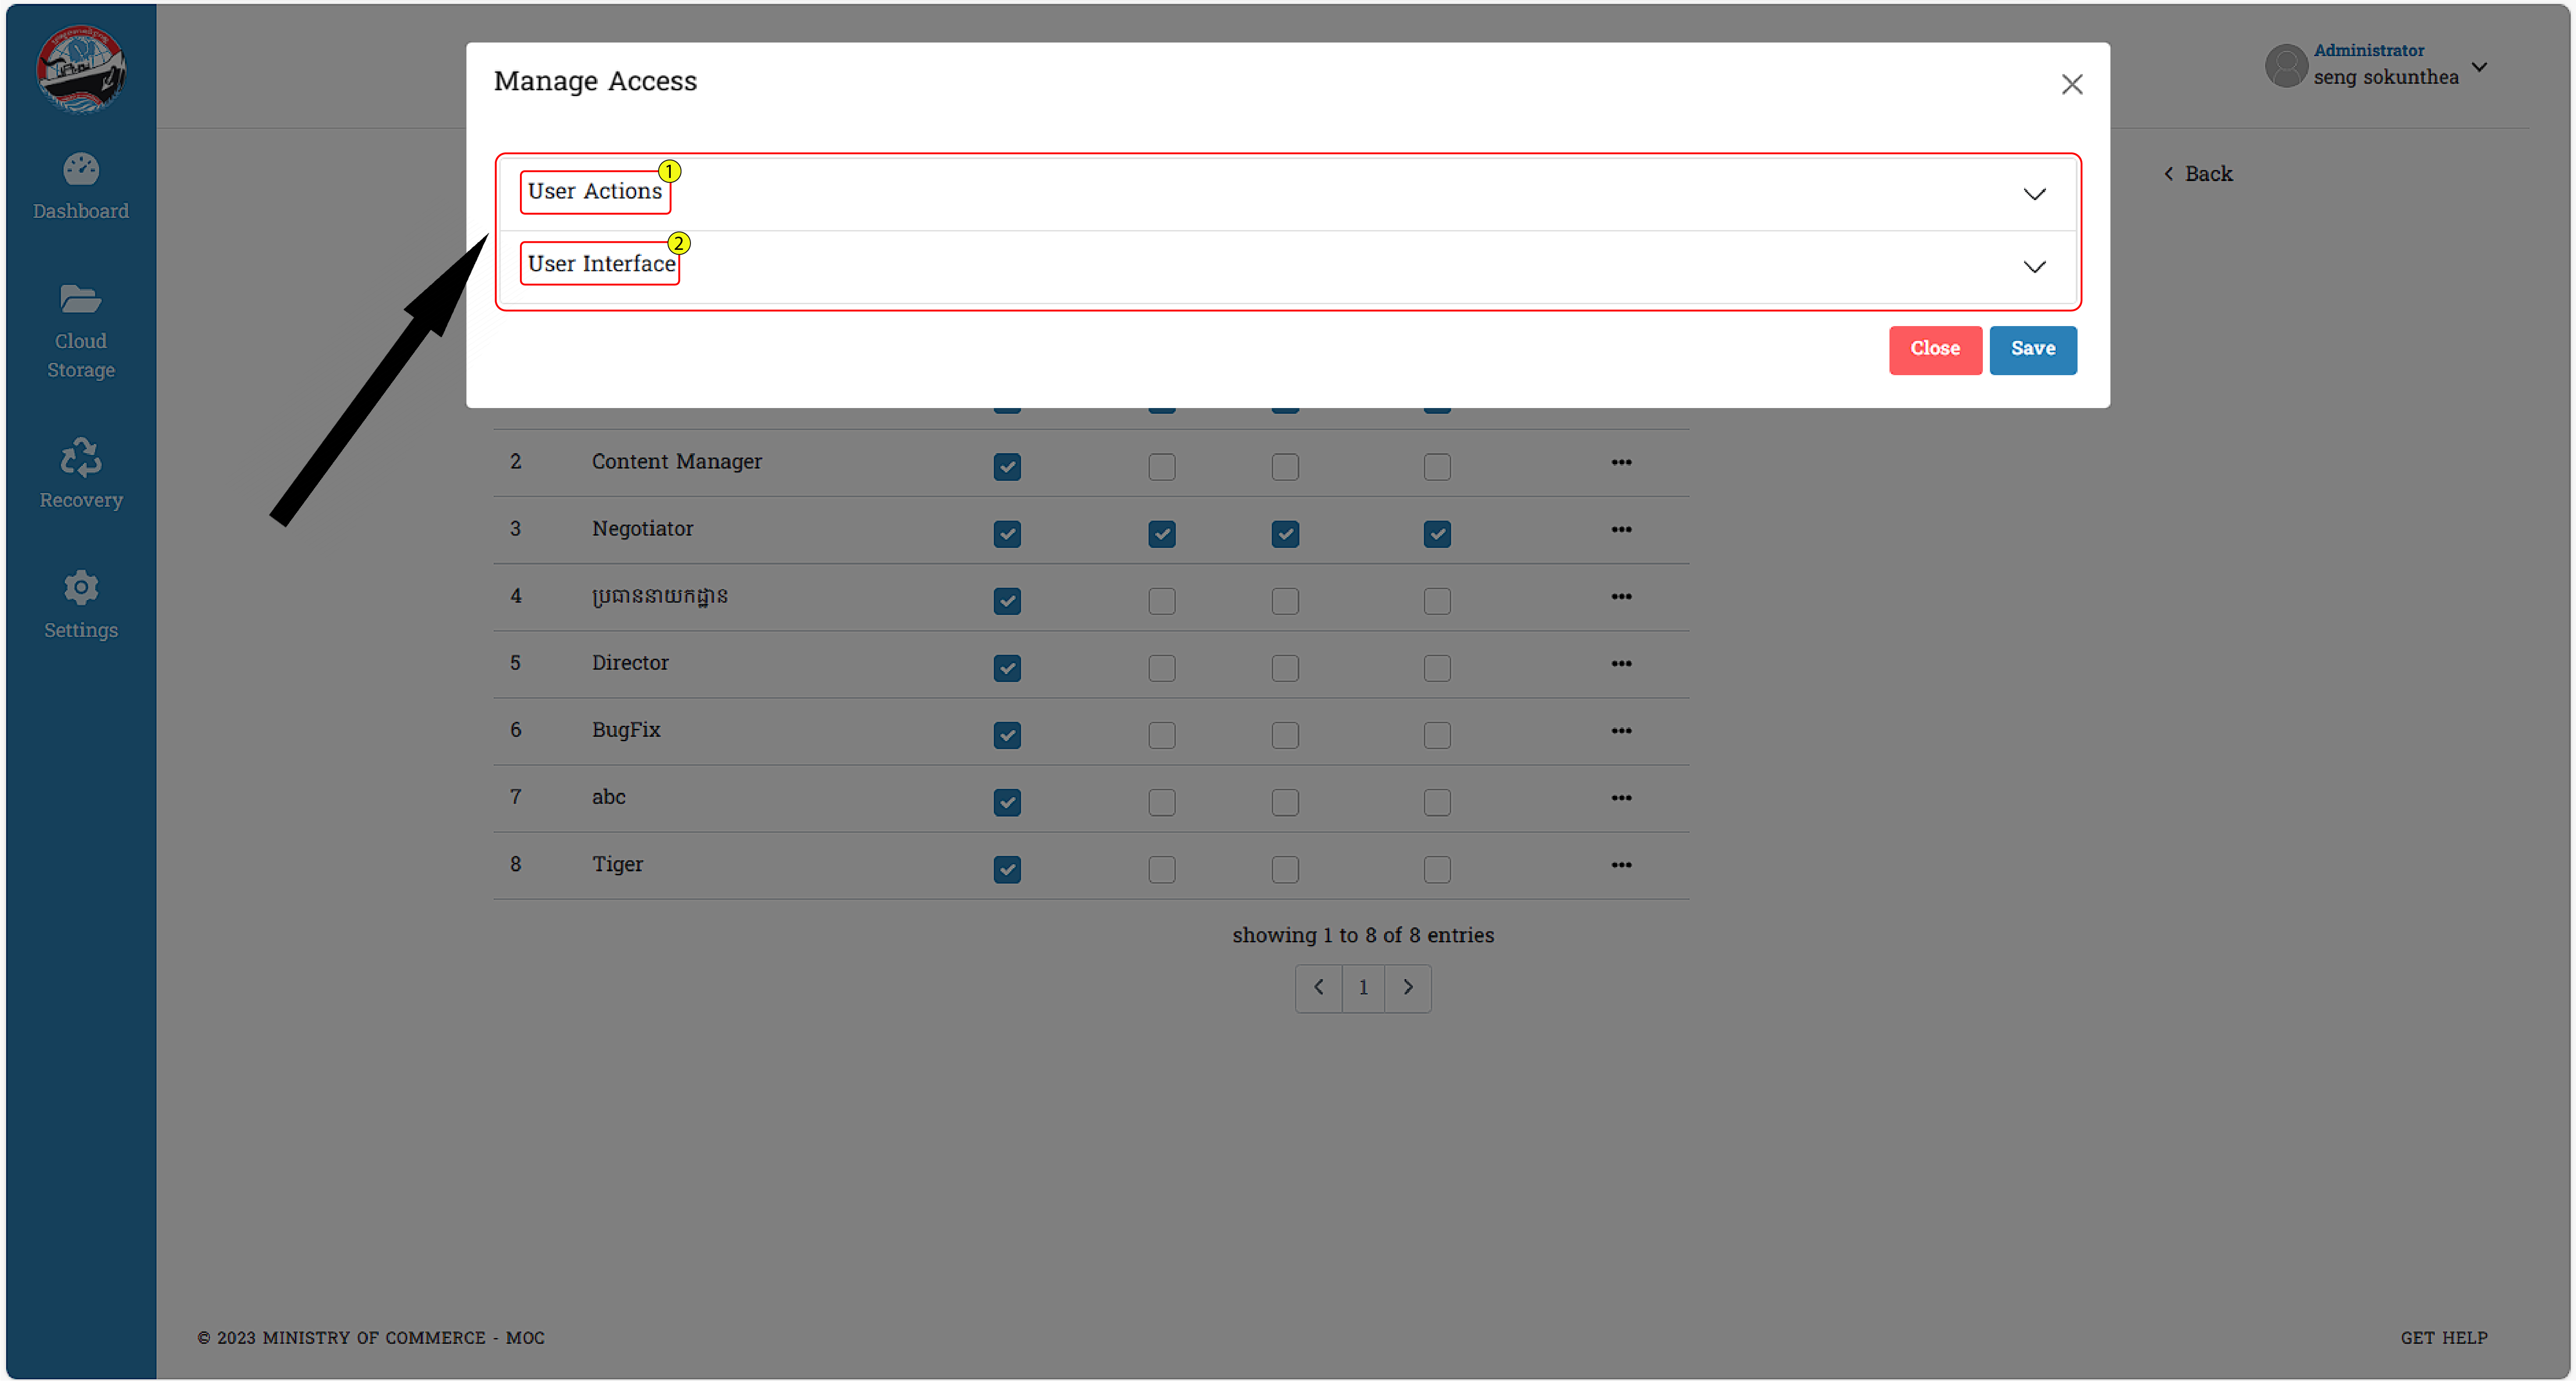 Administrator
seng sokunthea
Manage Access
Back
1
User Actions
2
User Interface
Close
Save
Dashboard
Cloud
Storage
Recovery
Settings
2 Content Manager
3 Negotiator
4 ប្រធាននាយកដ្ឋាន
5 Director
6 BugFix
7 abc
8 Tiger
showing 1 to 8 of 8 entries
1
© 2023 MINISTRY OF COMMERCE - MOC
GET HELP